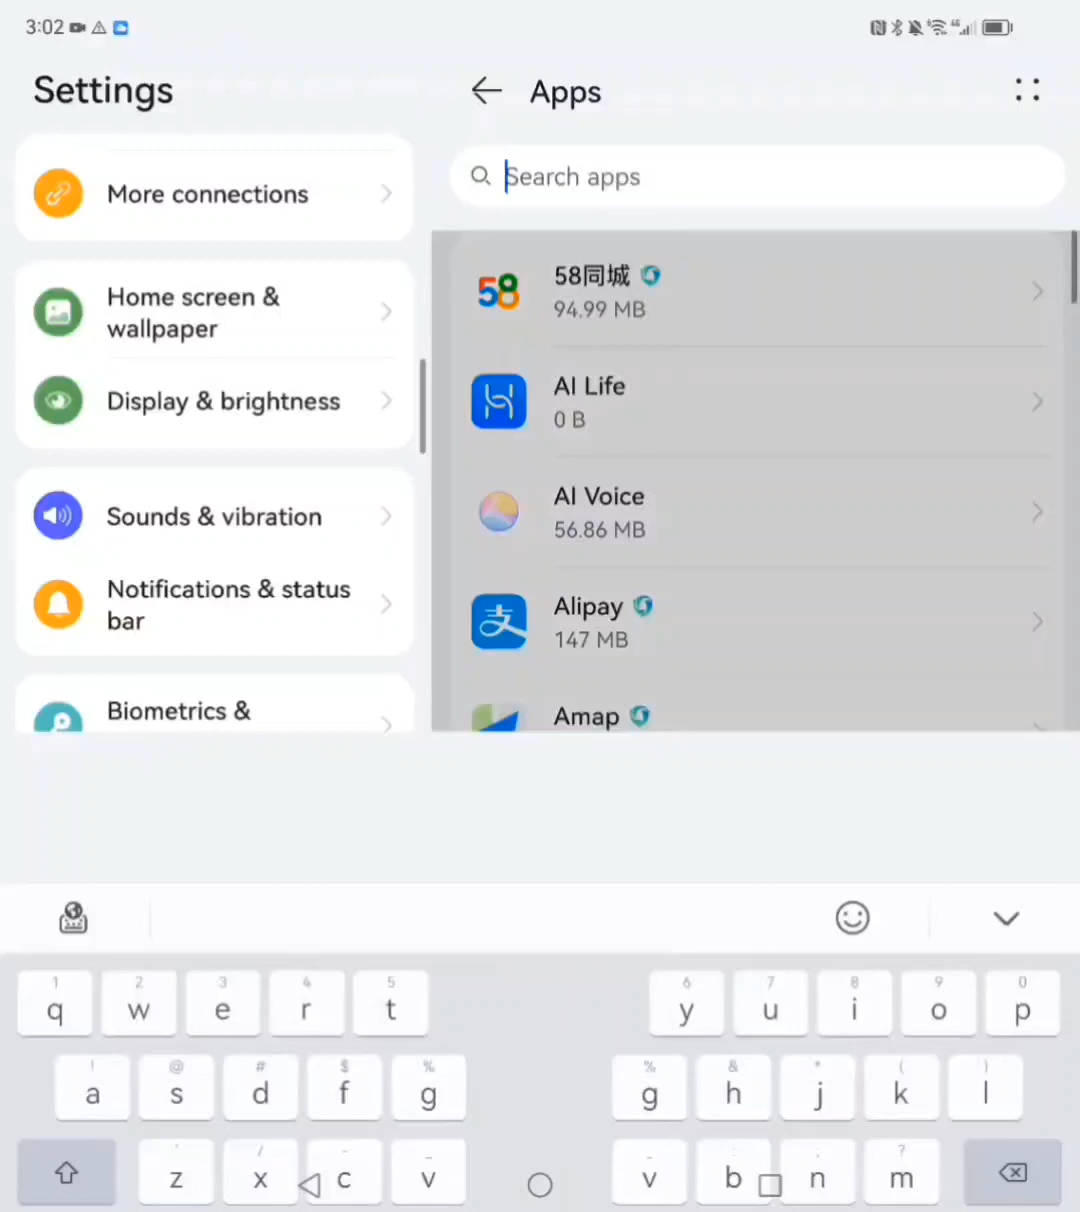 3:02
Settings
Apps
More connections
Search apps
Home screen &
wallpaper
Display & brightness
Sounds & vibration
Notifications & status
bar
Biometrics &
58
58同城
94.99 MB
AI Life
0 B
AI Voice
56.86 MB
支
Alipay
147 MB
Amap
1 2 3 4 5 6 7 8 9 0
q w e r t y u i o p
! @ # $ % % & * ( )
a s d f g g h j k l
' / - _ _ : ; , ?
z x c v v b n m